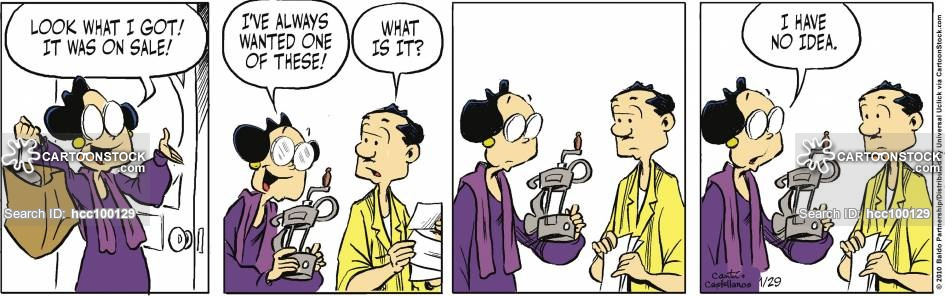 LOOK WHAT I GOT!
IT WAS ON SALE!
I'VE ALWAYS
WANTED ONE
OF THESE!
WHAT
IS IT?
I HAVE
NO IDEA.
CARTOONSTOCK
.com
Search ID: hcc100129
CARTOONSTOCK
.com
Search ID: hcc100129
Cantú &
Castellanos
1/29
© 2010 Baldo Partnership/Distributed by Universal Uclick via CartoonStock.com